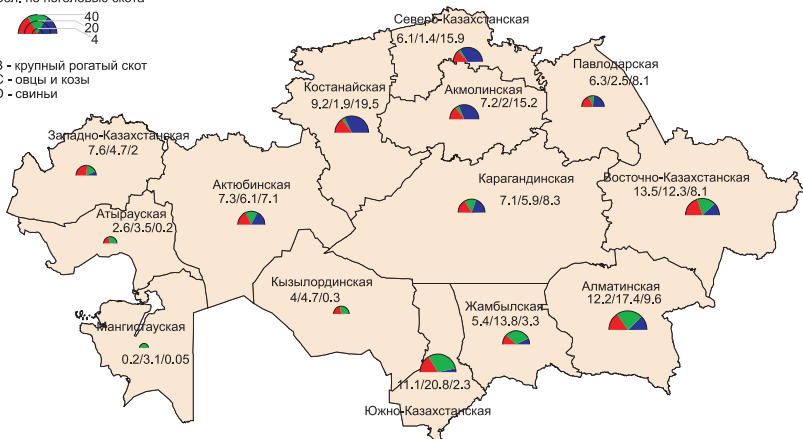 по поголовью скота
40
20
4
- крупный рогатый скот
- овцы и козы
- свиньи
Северо-Казахстанская
6.1/1.4/15.9
Павлодарская
6.3/2.5/8.1
Костанайская
9.2/1.9/19.5
Акмолинская
7.2/2/15.2
Западно-Казахстанская
7.6/4.7/2
Актюбинская
7.3/6.1/7.1
Карагандинская
7.1/5.9/8.3
Восточно-Казахстанская
13.5/12.3/8.1
Атырауская
2.6/3.5/0.2
Кызылординская
4/4.7/0.3
Жамбылская
5.4/13.8/3.3
Алматинская
12.2/17.4/9.6
Мангистауская
0.2/3.1/0.05
11.1/20.8/2.3
Южно-Казахстанская